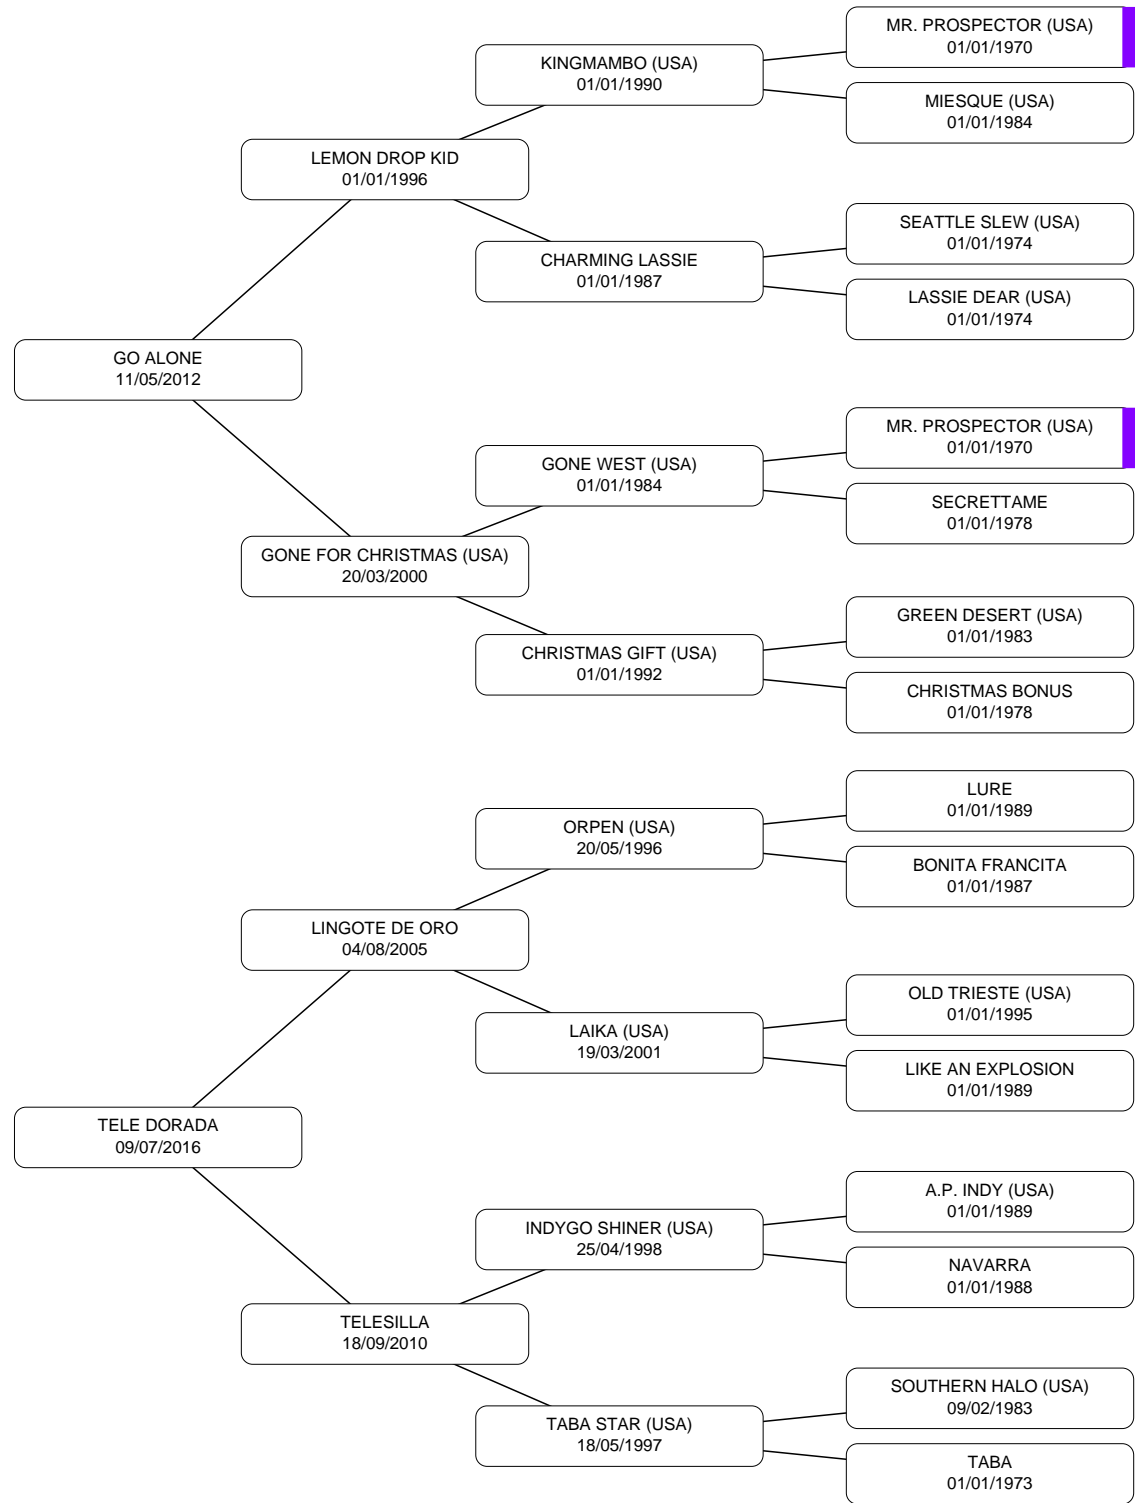 MR. PROSPECTOR (USA)
01/01/1970
KINGMAMBO (USA)
01/01/1990
MIESQUE (USA)
01/01/1984
LEMON DROP KID
01/01/1996
SEATTLE SLEW (USA)
01/01/1974
CHARMING LASSIE
01/01/1987
LASSIE DEAR (USA)
01/01/1974
GO ALONE
11/05/2012
MR. PROSPECTOR (USA)
01/01/1970
GONE WEST (USA)
01/01/1984
SECRETTAME
01/01/1978
GONE FOR CHRISTMAS (USA)
20/03/2000
GREEN DESERT (USA)
01/01/1983
CHRISTMAS GIFT (USA)
01/01/1992
CHRISTMAS BONUS
01/01/1978
LURE
01/01/1989
ORPEN (USA)
20/05/1996
BONITA FRANCITA
01/01/1987
LINGOTE DE ORO
04/08/2005
OLD TRIESTE (USA)
01/01/1995
LAIKA (USA)
19/03/2001
LIKE AN EXPLOSION
01/01/1989
TELE DORADA
09/07/2016
A.P. INDY (USA)
01/01/1989
INDYGO SHINER (USA)
25/04/1998
NAVARRA
01/01/1988
TELESILLA
18/09/2010
SOUTHERN HALO (USA)
09/02/1983
TABA STAR (USA)
18/05/1997
TABA
01/01/1973